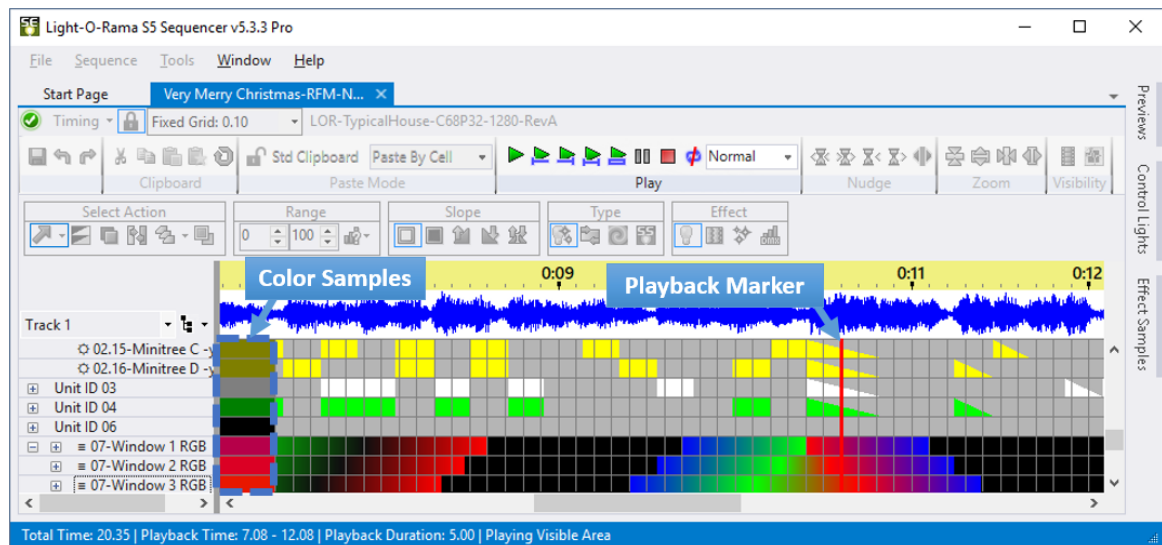 Light-O-Rama S5 Sequencer v5.3.3 Pro
File Sequence Tools Window Help
Start Page Very Merry Christmas-RFM-N...
Timing Fixed Grid: 0.10 LOR-TypicalHouse-C68P32-1280-RevA
Std Clipboard Paste By Cell Normal
Clipboard Paste Mode Play Nudge Zoom Visibility
Select Action Range Slope Type Effect
0 100
Color Samples 0:09 Playback Marker 0:11 0:12
Track 1
02.15-Minitree C -y
02.16-Minitree D -y
Unit ID 03
Unit ID 04
Unit ID 06
07-Window 1 RGB
07-Window 2 RGB
07-Window 3 RGB
Total Time: 20.35 | Playback Time: 7.08 - 12.08 | Playback Duration: 5.00 | Playing Visible Area
Previews
Control Lights
Effect Samples